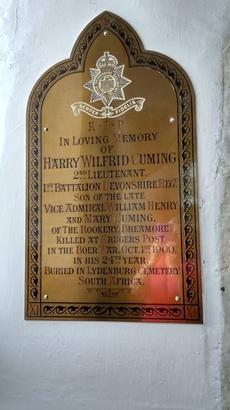 SEMPER FIDELIS
R·I·P
IN LOVING MEMORY
OF
HARRY WILFRID CUMING
2ND LIEUTENANT,
1ST BATTALION DEVONSHIRE REGT.
SON OF THE LATE
VICE ADMIRAL WILLIAM HENRY
AND MARY CUMING,
OF THE ROOKERY, BREAMORE.
KILLED AT KRUGERS POST
IN THE BOER WAR, OCT. 1ST 1900,
IN HIS 24TH YEAR.
BURIED IN LYDENBURG CEMETERY
SOUTH AFRICA.